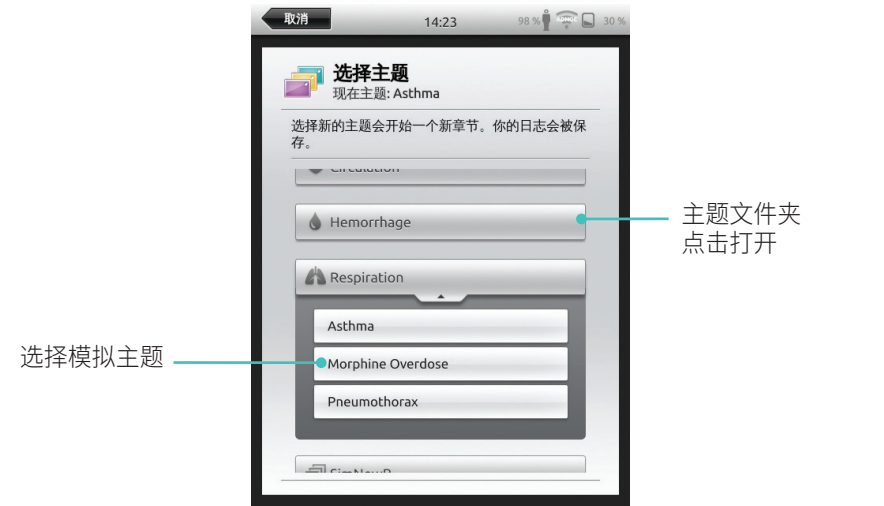 取消
14:23
98 %
30 %
选择主题
现在主题: Asthma
选择新的主题会开始一个新章节。你的日志会被保
存。
Circulation
Hemorrhage
主题文件夹
点击打开
Respiration
Asthma
选择模拟主题
Morphine Overdose
Pneumothorax
SimNewB